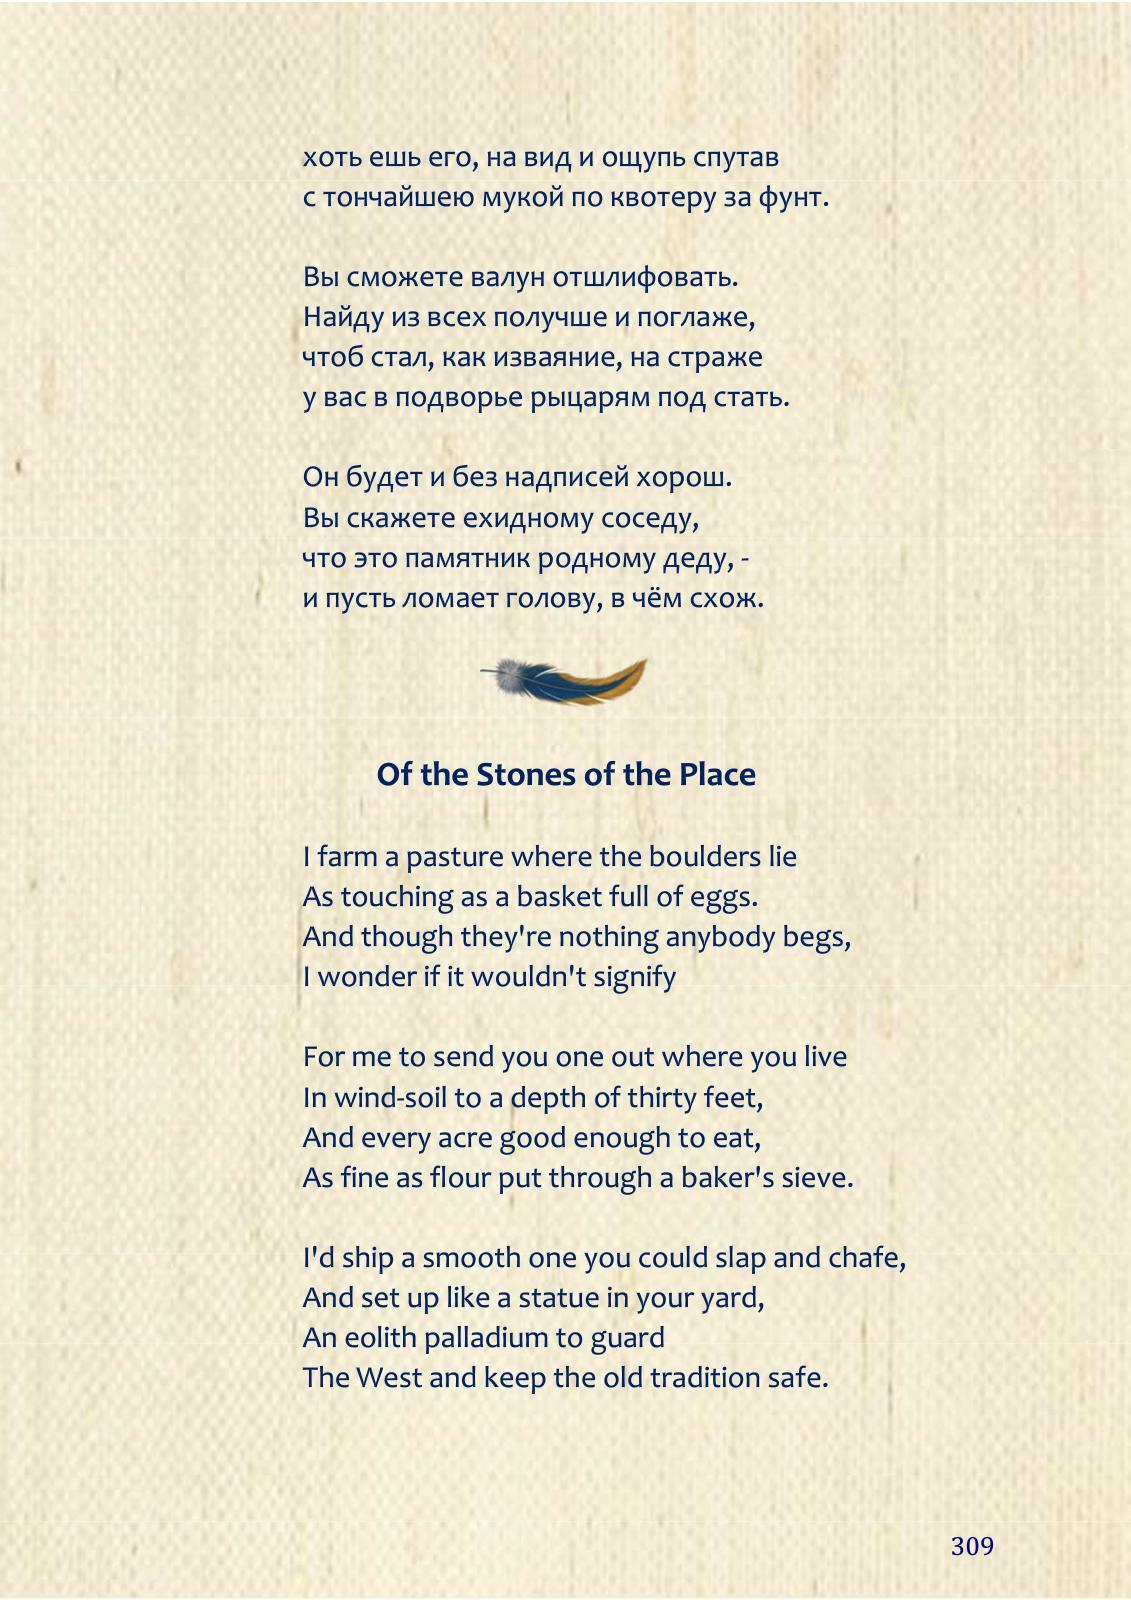 хоть ешь его, на вид и ощупь спутав
с тончайшею мукой по квотеру за фунт.
Вы сможете валун отшлифовать.
Найду из всех получше и поглаже,
чтоб стал, как изваяние, на страже
у вас в подворье рыцарям под стать.
Он будет и без надписей хорош.
Вы скажете ехидному соседу,
что это памятник родному деду, -
и пусть ломает голову, в чём схож.
Of the Stones of the Place
I farm a pasture where the boulders lie
As touching as a basket full of eggs.
And though they're nothing anybody begs,
I wonder if it wouldn't signify
For me to send you one out where you live
In wind-soil to a depth of thirty feet,
And every acre good enough to eat,
As fine as flour put through a baker's sieve.
I'd ship a smooth one you could slap and chafe,
And set up like a statue in your yard,
An eolith palladium to guard
The West and keep the old tradition safe.
309